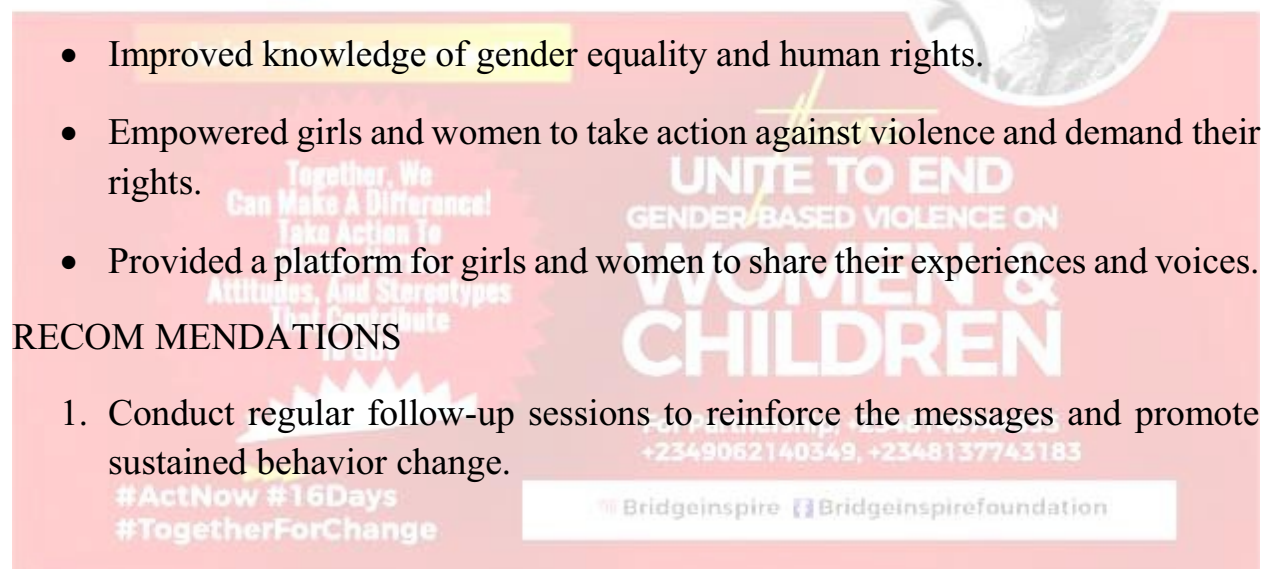 • Improved knowledge of gender equality and human rights.
• Empowered girls and women to take action against violence and demand their
rights.
• Provided a platform for girls and women to share their experiences and voices.
RECOM MENDATIONS
1. Conduct regular follow-up sessions to reinforce the messages and promote
sustained behavior change.
Together, We
Can Make A Difference!
Take Action To
Attitudes, And Stereotypes
That Contribute
To GBV
UNITE TO END
GENDER-BASED VIOLENCE ON
WOMEN &
CHILDREN
+2349062140349, +2348137743183
#ActNow #16Days
#TogetherForChange
Bridgeinspire Bridgeinspirefoundation